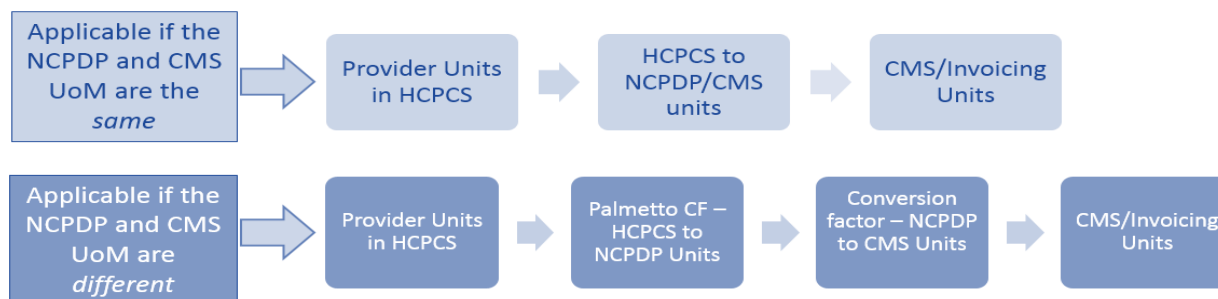 Applicable if the
NCPDP and CMS
UoM are the
same
Provider Units
in HCPCS
HCPCS to
NCPDP/CMS
units
CMS/Invoicing
Units
Applicable if the
NCPDP and CMS
UoM are
different
Provider Units
in HCPCS
Palmetto CF –
HCPCS to
NCPDP Units
Conversion
factor – NCPDP
to CMS Units
CMS/Invoicing
Units